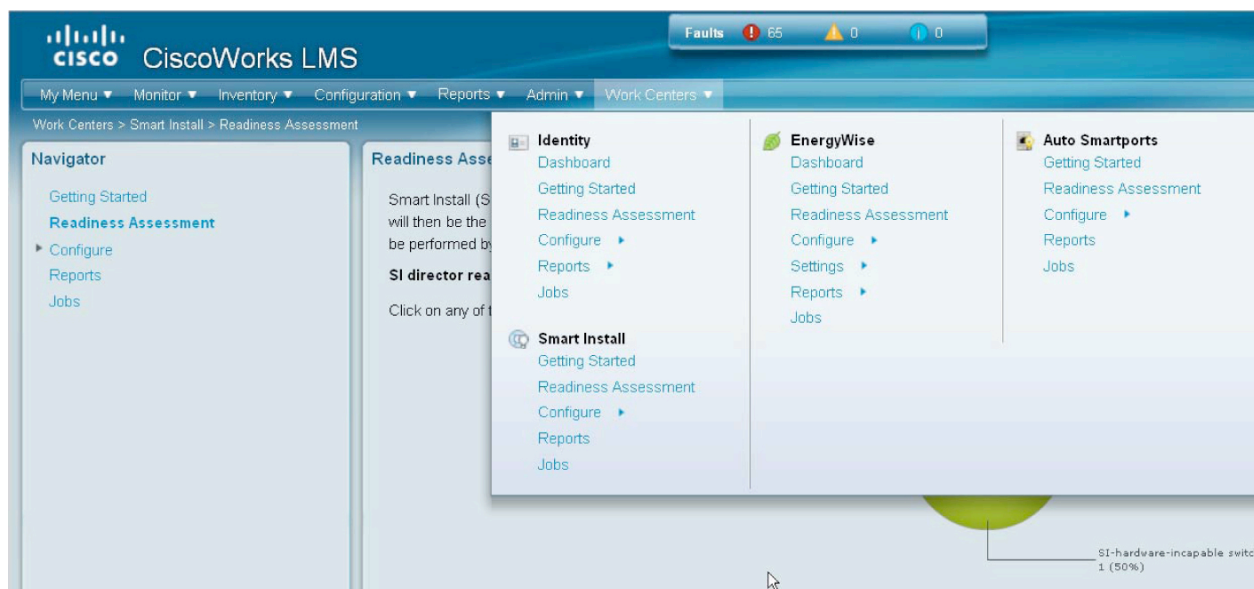 CISCO CiscoWorks LMS
Faults 65 0 0
My Menu Monitor Inventory Configuration Reports Admin Work Centers
Work Centers > Smart Install > Readiness Assessment
Navigator
Getting Started
Readiness Assessment
Configure
Reports
Jobs
Readiness Asse
Smart Install (S
will then be the
be performed by
SI director rea
Click on any of t
Identity
Dashboard
Getting Started
Readiness Assessment
Configure
Reports
Jobs
Smart Install
Getting Started
Readiness Assessment
Configure
Reports
Jobs
EnergyWise
Dashboard
Getting Started
Readiness Assessment
Configure
Settings
Reports
Jobs
Auto Smartports
Getting Started
Readiness Assessment
Configure
Reports
Jobs
SI-hardware-incapable switc
1 (50%)